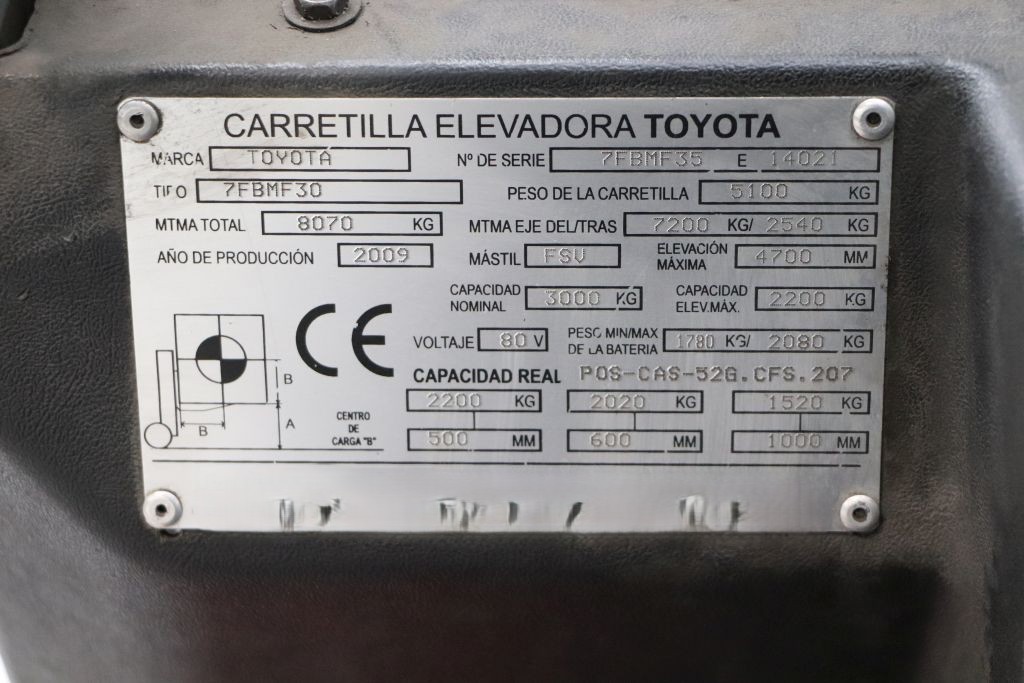 CARRETILLA ELEVADORA TOYOTA
MARCA TOYOTA Nº DE SERIE 7FBMF35 E 14021
TIPO 7FBMF30 PESO DE LA CARRETILLA 5100 KG
MTMA TOTAL 8070 KG MTMA EJE DEL/TRAS 7200 KG/ 2540 KG
AÑO DE PRODUCCIÓN 2009 MÁSTIL FSV ELEVACIÓN MÁXIMA 4700 MM
CAPACIDAD NOMINAL 3000 KG CAPACIDAD ELEV.MÁX. 2200 KG
CE VOLTAJE 80 V PESO MIN/MAX DE LA BATERIA 1780 KG/ 2080 KG
CAPACIDAD REAL POS-CAS-52G.CFS.207
2200 KG 2020 KG 1520 KG
B
B
A
CENTRO DE CARGA "B" 500 MM 600 MM 1000 MM